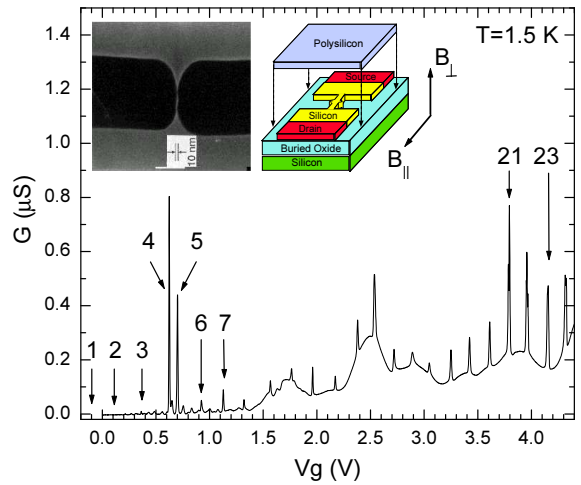 T=1.5 K
Polysilicon
Source
Silicon
Drain
Buried Oxide
Silicon
B⊥
B||
10 nm
1 2 3 4 5 6 7 21 23
1.4
1.2
1.0
0.8
0.6
0.4
0.2
0.0
G (μS)
0.0 0.5 1.0 1.5 2.0 2.5 3.0 3.5 4.0
Vg (V)